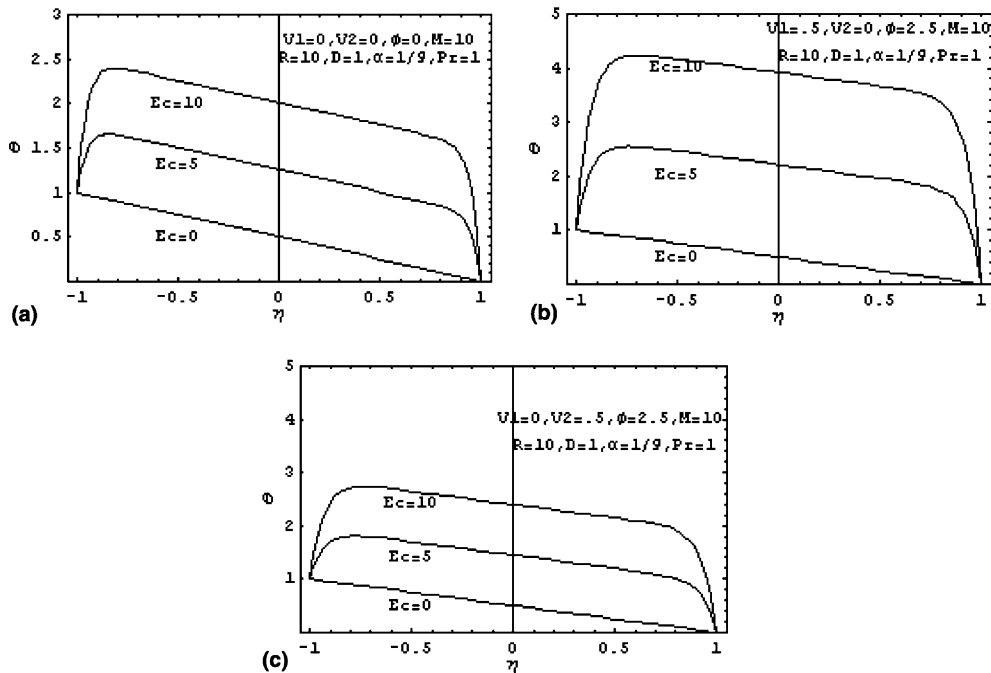 3
2.5
2
1.5
1
0.5
Θ
V1=0,V2=0,ϕ=0,M=10
R=10,D=1,α=1/9,Pr=1
Ec=10
Ec=5
Ec=0
-1
-0.5
0
0.5
1
η
(a)
5
4
3
2
1
Θ
V1=.5,V2=0,ϕ=2.5,M=10
R=10,D=1,α=1/9,Pr=1
Ec=10
Ec=5
Ec=0
-1
-0.5
0
0.5
1
η
(b)
5
4
3
2
1
Θ
V1=0,V2=.5,ϕ=2.5,M=10
R=10,D=1,α=1/9,Pr=1
Ec=10
Ec=5
Ec=0
-1
-0.5
0
0.5
1
η
(c)